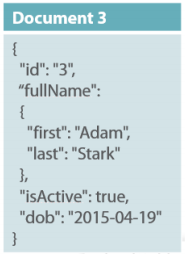 Document 3
{
"id": "3",
“fullName":
{
"first": "Adam",
"last": "Stark"
},
"isActive": true,
"dob": "2015-04-19"
}